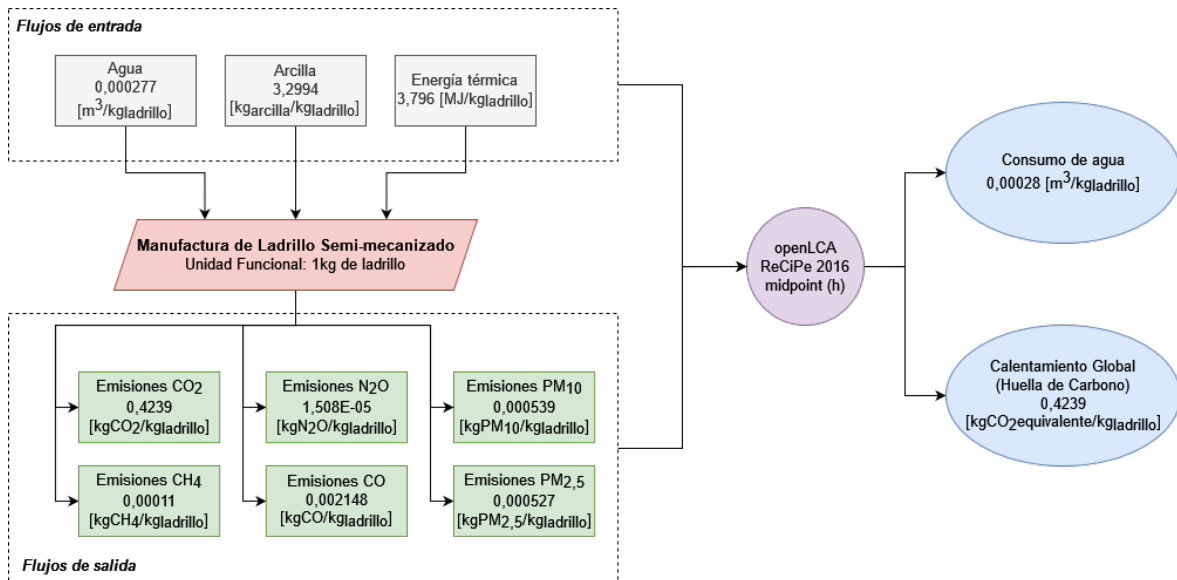 Flujos de entrada
Agua
0,000277
[m³/kgladrillo]
Arcilla
3,2994
[kgarcilla/kgladrillo]
Energía térmica
3,796 [MJ/kgladrillo]
Manufactura de Ladrillo Semi-mecanizado
Unidad Funcional: 1kg de ladrillo
Emisiones CO₂
0,4239
[kgCO₂/kgladrillo]
Emisiones N₂O
1,508E-05
[kgN2O/kgladrillo]
Emisiones PM₁₀
0,000539
[kgPM₁₀/kgladrillo]
Emisiones CH₄
0,00011
[kgCH₄/kgladrillo]
Emisiones CO
0,002148
[kgCO/kgladrillo]
Emisiones PM₂,₅
0,000527
[kgPM₂,₅/kgladrillo]
Flujos de salida
openLCA
ReCiPe 2016
midpoint (h)
Consumo de agua
0,00028 [m³/kgladrillo]
Calentamiento Global
(Huella de Carbono)
0,4239
[kgCO₂equivalente/kgladrillo]